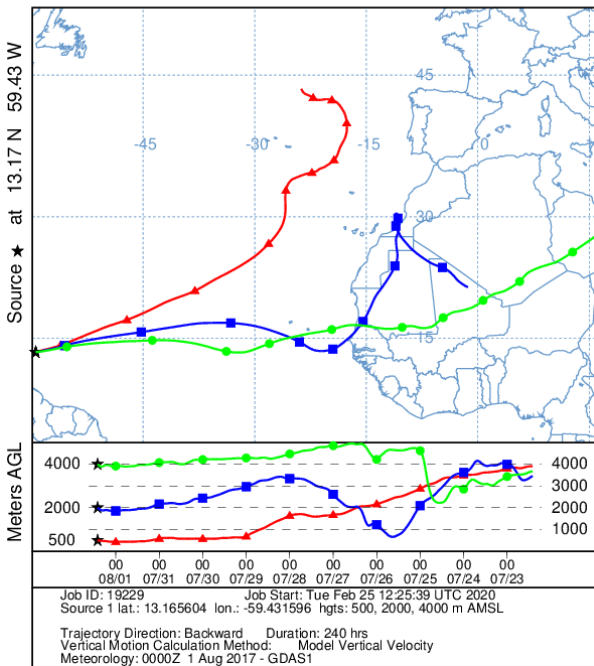 Source ★ at 13.17 N 59.43 W
45
-45 -30 -15 0
30
15
Meters AGL
4000 4000
3000
2000 2000
1000
500
00 00 00 00 00 00 00 00 00 00
08/01 07/31 07/30 07/29 07/28 07/27 07/26 07/25 07/24 07/23
Job ID: 19229 Job Start: Tue Feb 25 12:25:39 UTC 2020
Source 1 lat.: 13.165604 lon.: -59.431596 hgts: 500, 2000, 4000 m AMSL
Trajectory Direction: Backward Duration: 240 hrs
Vertical Motion Calculation Method: Model Vertical Velocity
Meteorology: 0000Z 1 Aug 2017 - GDAS1